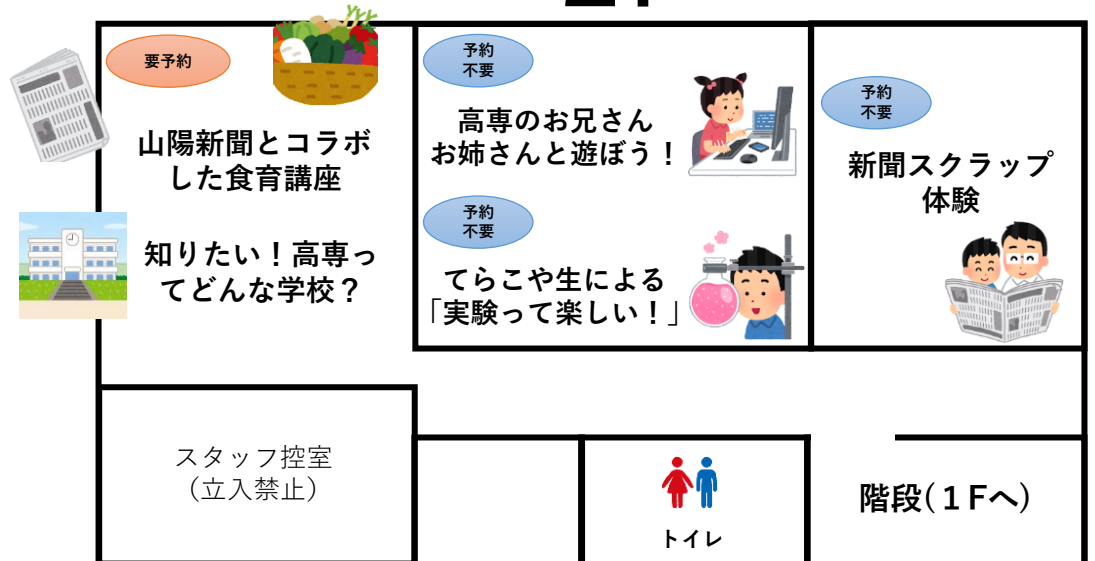 要予約
山陽新聞とコラボ
した食育講座
知りたい！高専っ
てどんな学校？
予約
不要
高専のお兄さん
お姉さんと遊ぼう！
予約
不要
てらこや生による
「実験って楽しい！」
予約
不要
新聞スクラップ
体験
スタッフ控室
（立入禁止）
トイレ
階段(１Fへ)